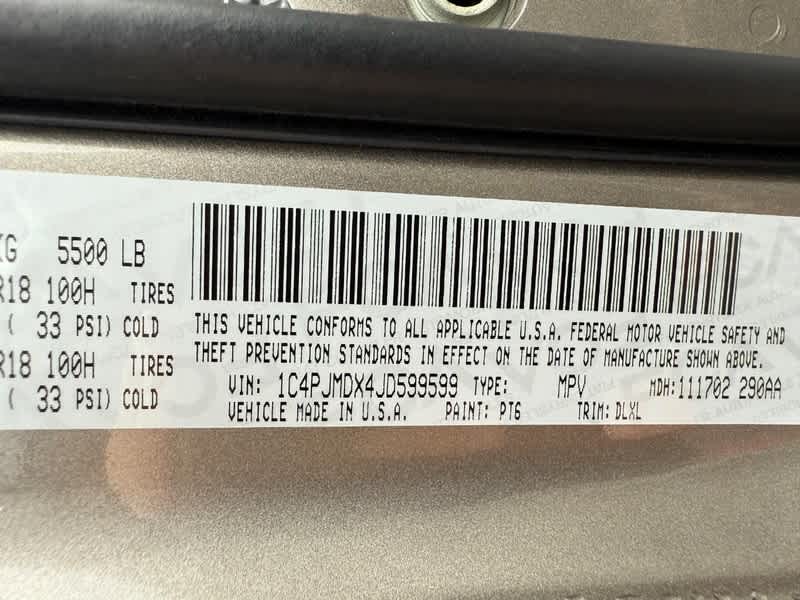 KG 5500 LB
R18 100H TIRES
( 33 PSI) COLD
R18 100H TIRES
( 33 PSI) COLD
THIS VEHICLE CONFORMS TO ALL APPLICABLE U.S.A. FEDERAL MOTOR VEHICLE SAFETY AND
THEFT PREVENTION STANDARDS IN EFFECT ON THE DATE OF MANUFACTURE SHOWN ABOVE.
VIN: 1C4PJMDX4JD599599 TYPE: MPV MDH:111702 290AA
VEHICLE MADE IN U.S.A. PAINT: PTG TRIM: DLXL